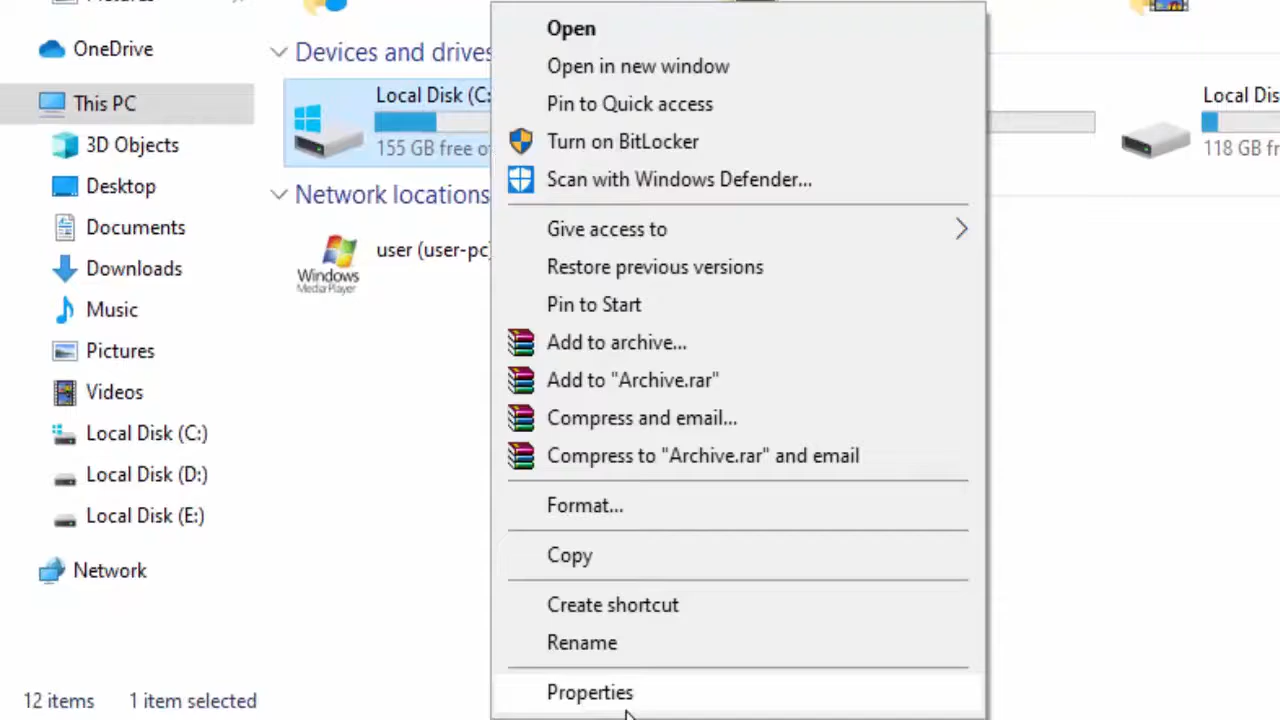 OneDrive
This PC
3D Objects
Desktop
Documents
Downloads
Music
Pictures
Videos
Local Disk (C:)
Local Disk (D:)
Local Disk (E:)
Network
12 items 1 item selected
Devices and drives
Local Disk (C:
155 GB free
Network locations
user (user-pc)
Windows
Media Player
Open
Open in new window
Pin to Quick access
Turn on BitLocker
Scan with Windows Defender...
Give access to
Restore previous versions
Pin to Start
Add to archive...
Add to "Archive.rar"
Compress and email...
Compress to "Archive.rar" and email
Format...
Copy
Create shortcut
Rename
Properties
Local Dis
118 GB fr